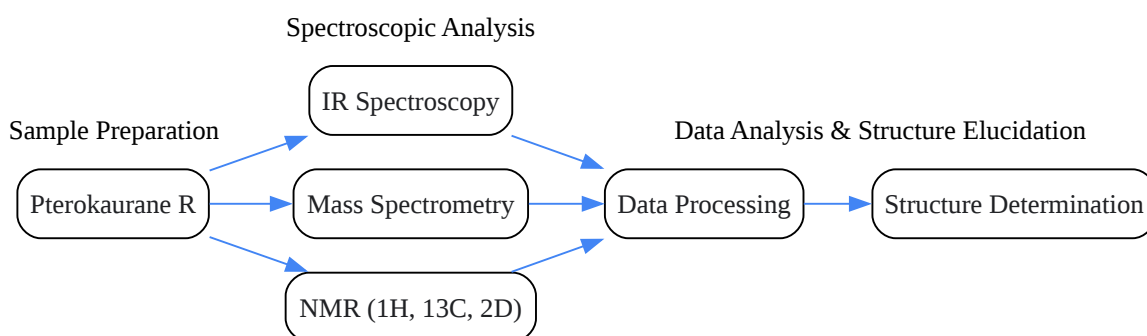 Spectroscopic Analysis
IR Spectroscopy
Sample Preparation
Data Analysis & Structure Elucidation
Pterokaurane R
Mass Spectrometry
Data Processing
Structure Determination
NMR (1H, 13C, 2D)